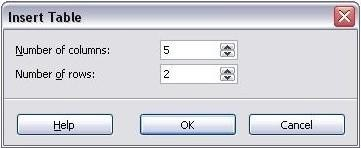 Insert Table
Number of columns: 5
Number of rows: 2
Help OK Cancel